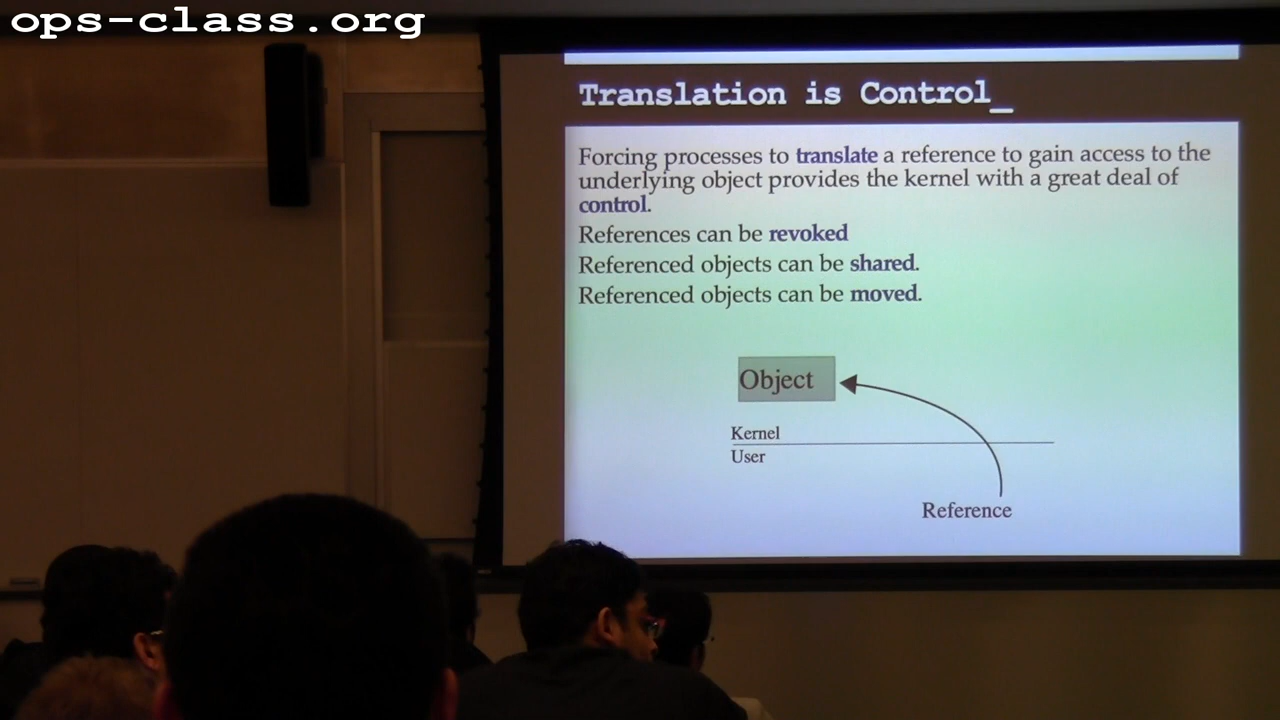 ops-class.org
Translation is Control_
Forcing processes to translate a reference to gain access to the
underlying object provides the kernel with a great deal of
control.
References can be revoked
Referenced objects can be shared.
Referenced objects can be moved.
Object
Kernel
User
Reference